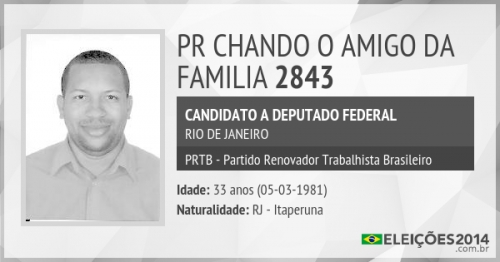 PR CHANDO O AMIGO DA
FAMILIA 2843
CANDIDATO A DEPUTADO FEDERAL
RIO DE JANEIRO
PRTB - Partido Renovador Trabalhista Brasileiro
Idade: 33 anos (05-03-1981)
Naturalidade: RJ - Itaperuna
ELEIÇÕES2014
.com.br